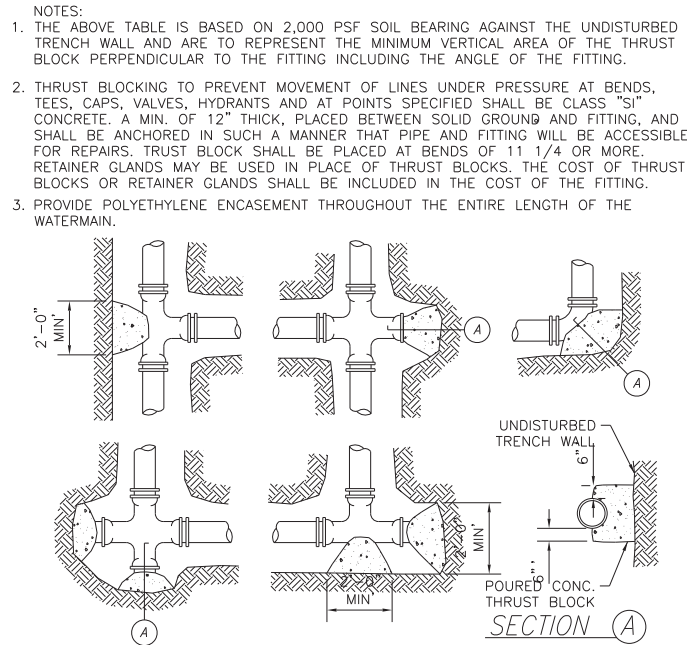 NOTES:
1. THE ABOVE TABLE IS BASED ON 2,000 PSF SOIL BEARING AGAINST THE UNDISTURBED
TRENCH WALL AND ARE TO REPRESENT THE MINIMUM VERTICAL AREA OF THE THRUST
BLOCK PERPENDICULAR TO THE FITTING INCLUDING THE ANGLE OF THE FITTING.
2. THRUST BLOCKING TO PREVENT MOVEMENT OF LINES UNDER PRESSURE AT BENDS,
TEES, CAPS, VALVES, HYDRANTS AND AT POINTS SPECIFIED SHALL BE CLASS "SI"
CONCRETE. A MIN. OF 12" THICK, PLACED BETWEEN SOLID GROUND AND FITTING, AND
SHALL BE ANCHORED IN SUCH A MANNER THAT PIPE AND FITTING WILL BE ACCESSIBLE
FOR REPAIRS. TRUST BLOCK SHALL BE PLACED AT BENDS OF 11 1/4 OR MORE.
RETAINER GLANDS MAY BE USED IN PLACE OF THRUST BLOCKS. THE COST OF THRUST
BLOCKS OR RETAINER GLANDS SHALL BE INCLUDED IN THE COST OF THE FITTING.
3. PROVIDE POLYETHYLENE ENCASEMENT THROUGHOUT THE ENTIRE LENGTH OF THE
WATERMAIN.
2'-0"
MIN'
A
A
UNDISTURBED
TRENCH WALL
6"
2'-0"
MIN'
2'-0"
MIN'
A
6"
POURED CONC.
THRUST BLOCK
SECTION A